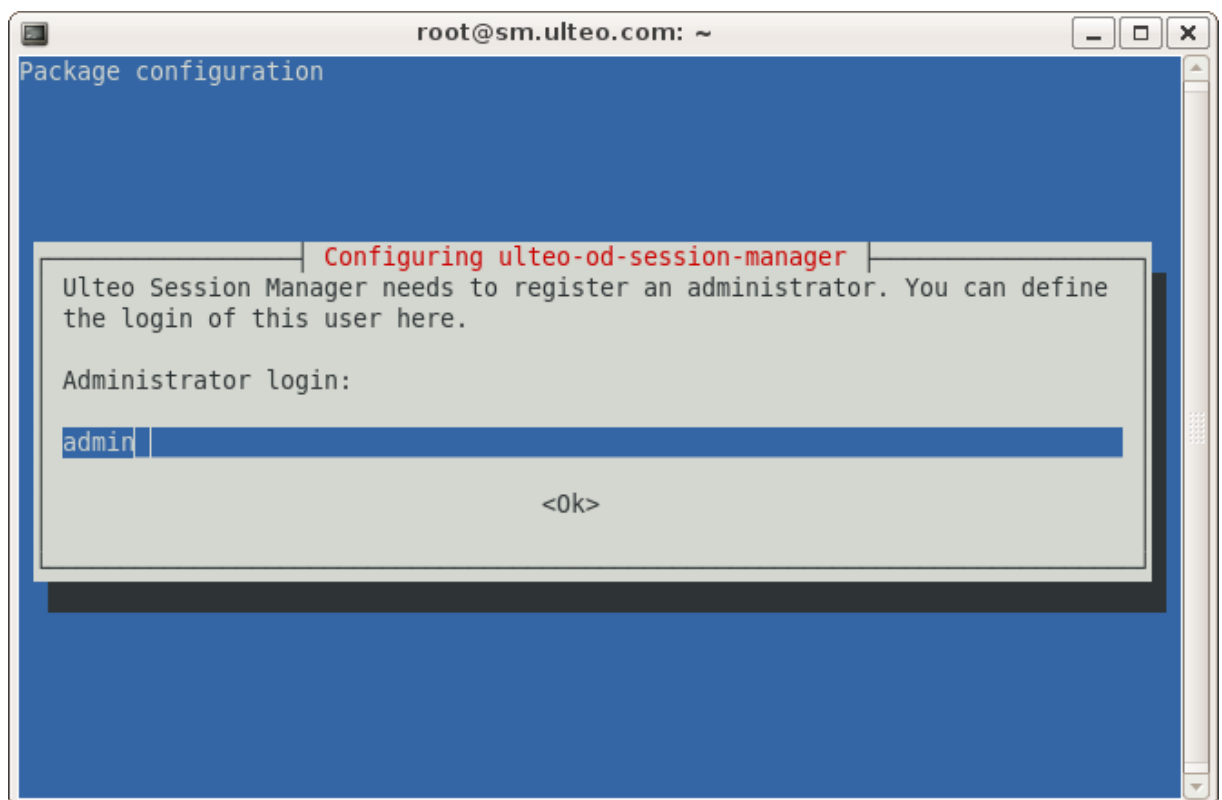 root@sm.ulteo.com: ~
Package configuration
Configuring ulteo-od-session-manager
Ulteo Session Manager needs to register an administrator. You can define
the login of this user here.
Administrator login:
admin
<Ok>